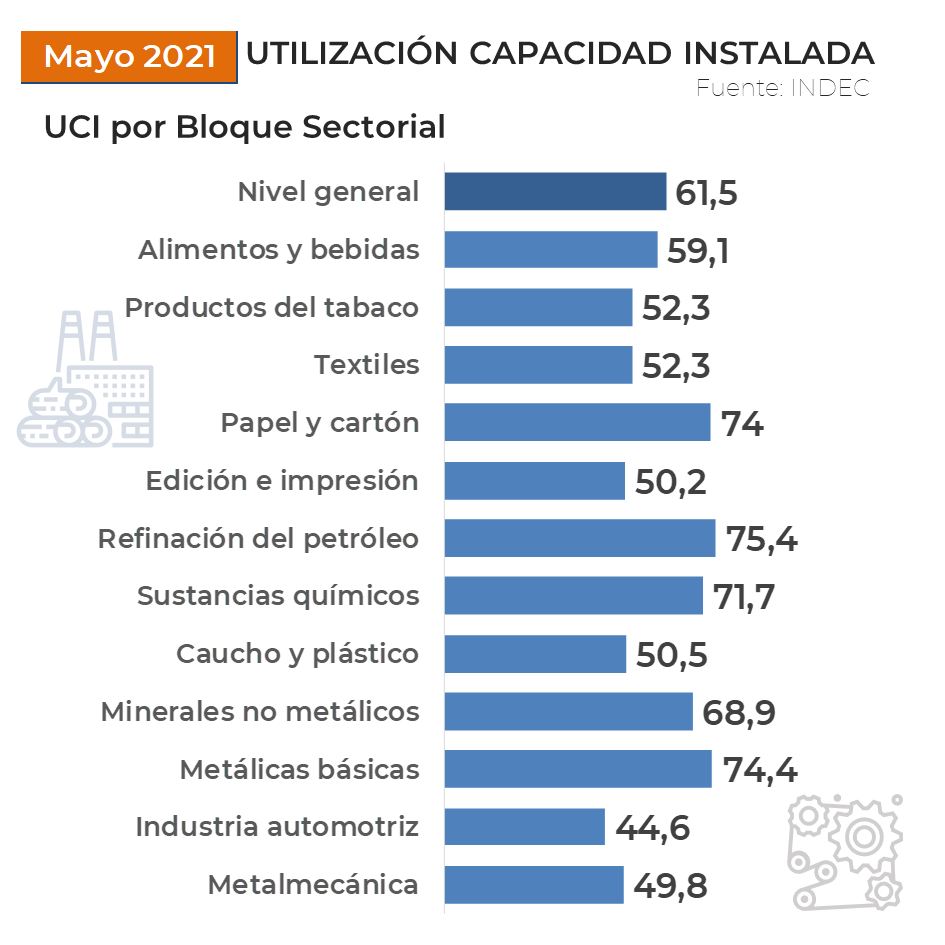 Mayo 2021 UTILIZACIÓN CAPACIDAD INSTALADA
Fuente: INDEC
UCI por Bloque Sectorial
Nivel general 61,5
Alimentos y bebidas 59,1
Productos del tabaco 52,3
Textiles 52,3
Papel y cartón 74
Edición e impresión 50,2
Refinación del petróleo 75,4
Sustancias químicos 71,7
Caucho y plástico 50,5
Minerales no metálicos 68,9
Metálicas básicas 74,4
Industria automotriz 44,6
Metalmecánica 49,8